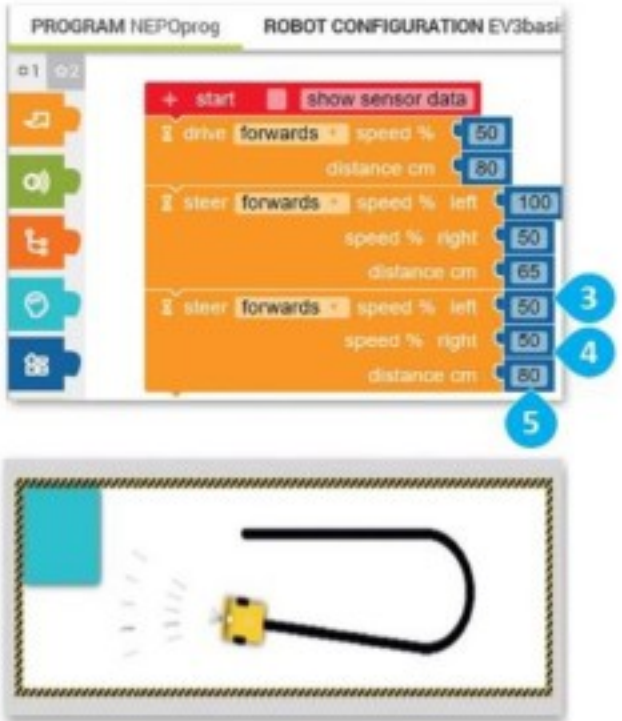 PROGRAM NEPOprog ROBOT CONFIGURATION EV3basi
1 2
+ start show sensor data
drive forwards speed % 50
distance cm 80
steer forwards speed % left 100
speed % right 50
distance cm 65
3
steer forwards speed % left 50
speed % right 50
4
distance cm 80
5